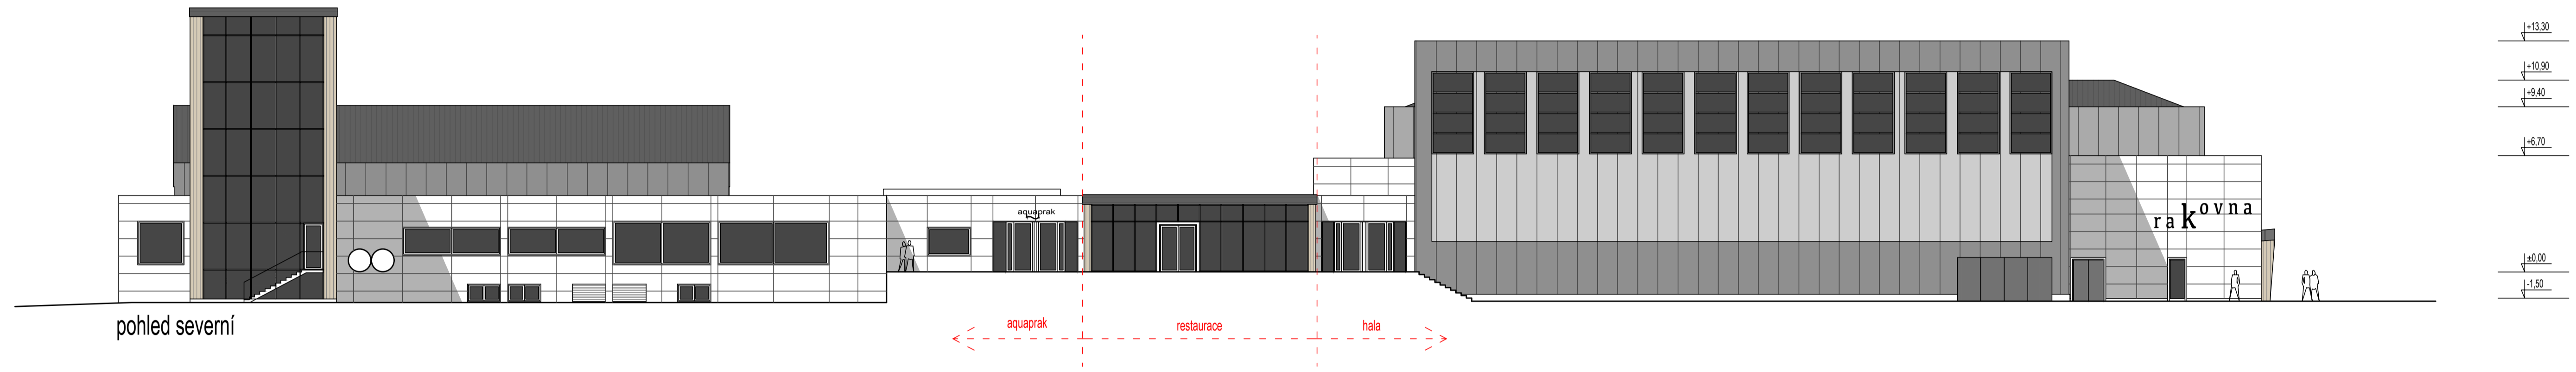 +13,30
+10,90
+9,40
+6,70
±0,00
-1,50
aquaprak
rakovna
pohled severní
aquaprak
restaurace
hala